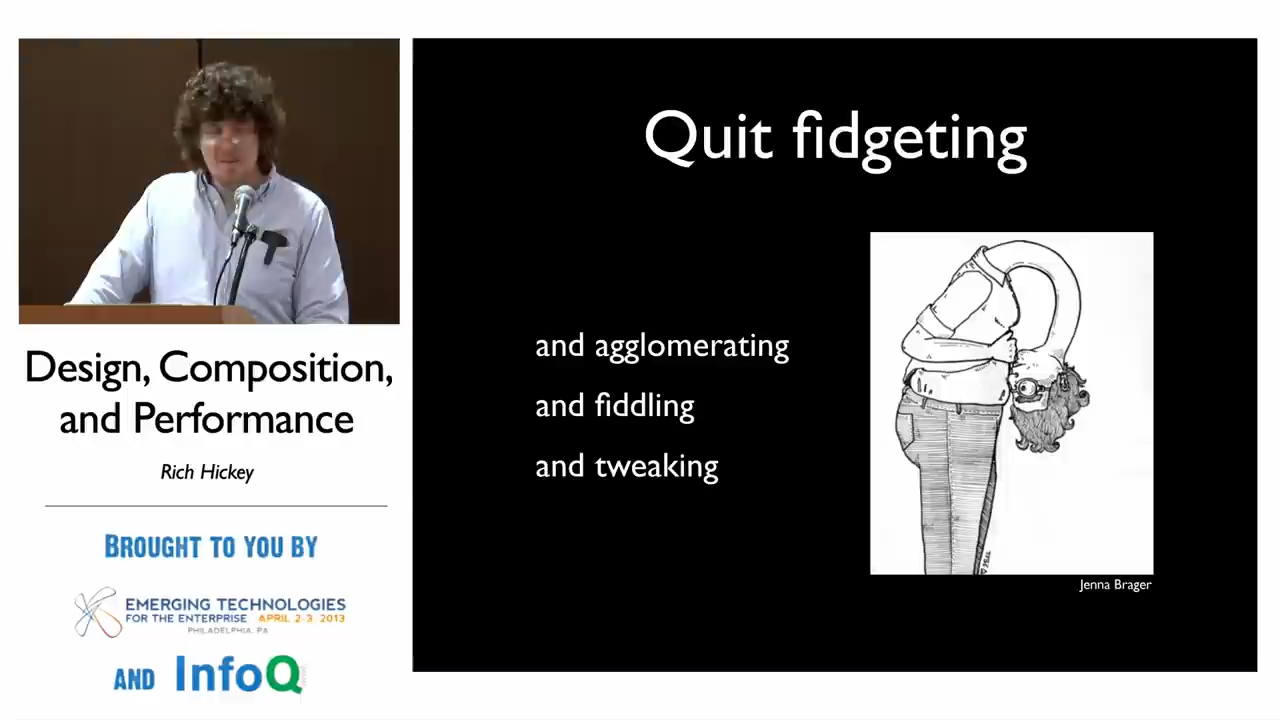 Quit fidgeting
and agglomerating
and fiddling
and tweaking
Jenna Brager
Design, Composition,
and Performance
Rich Hickey
BROUGHT TO YOU BY
EMERGING TECHNOLOGIES
FOR THE ENTERPRISE APRIL 2-3 2013
PHILADELPHIA, PA
AND InfoQ